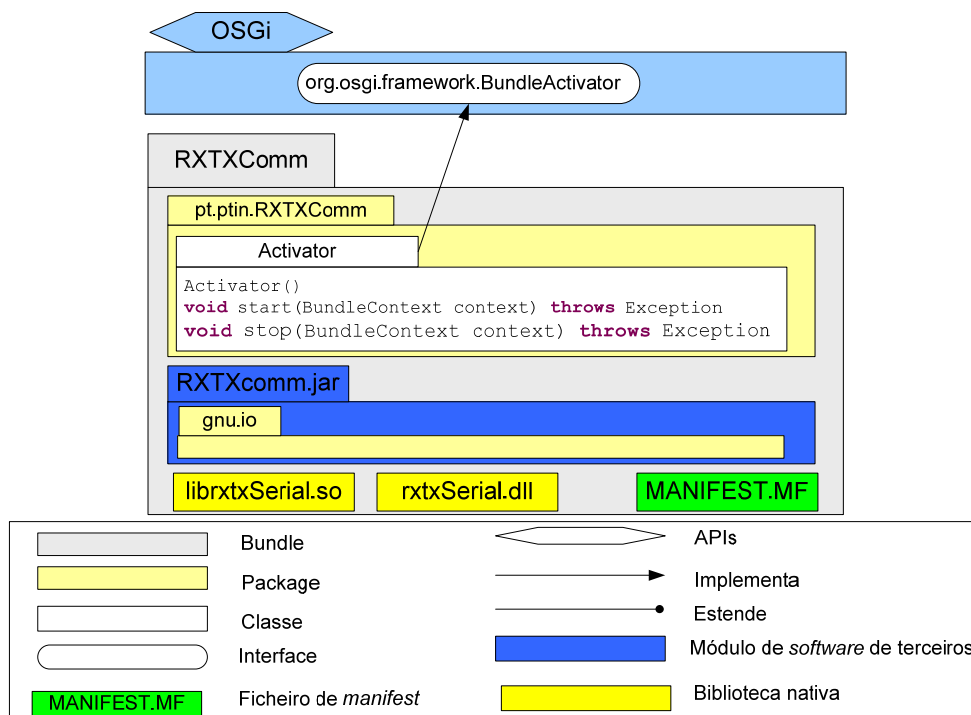 OSGi
org.osgi.framework.BundleActivator
RXTXComm
pt.ptin.RXTXComm
Activator
Activator()
void start(BundleContext context) throws Exception
void stop(BundleContext context) throws Exception
RXTXcomm.jar
gnu.io
librxtxSerial.so
rxtxSerial.dll
MANIFEST.MF
Bundle
APIs
Package
Implementa
Classe
Estende
Interface
Módulo de software de terceiros
MANIFEST.MF
Ficheiro de manifest
Biblioteca nativa